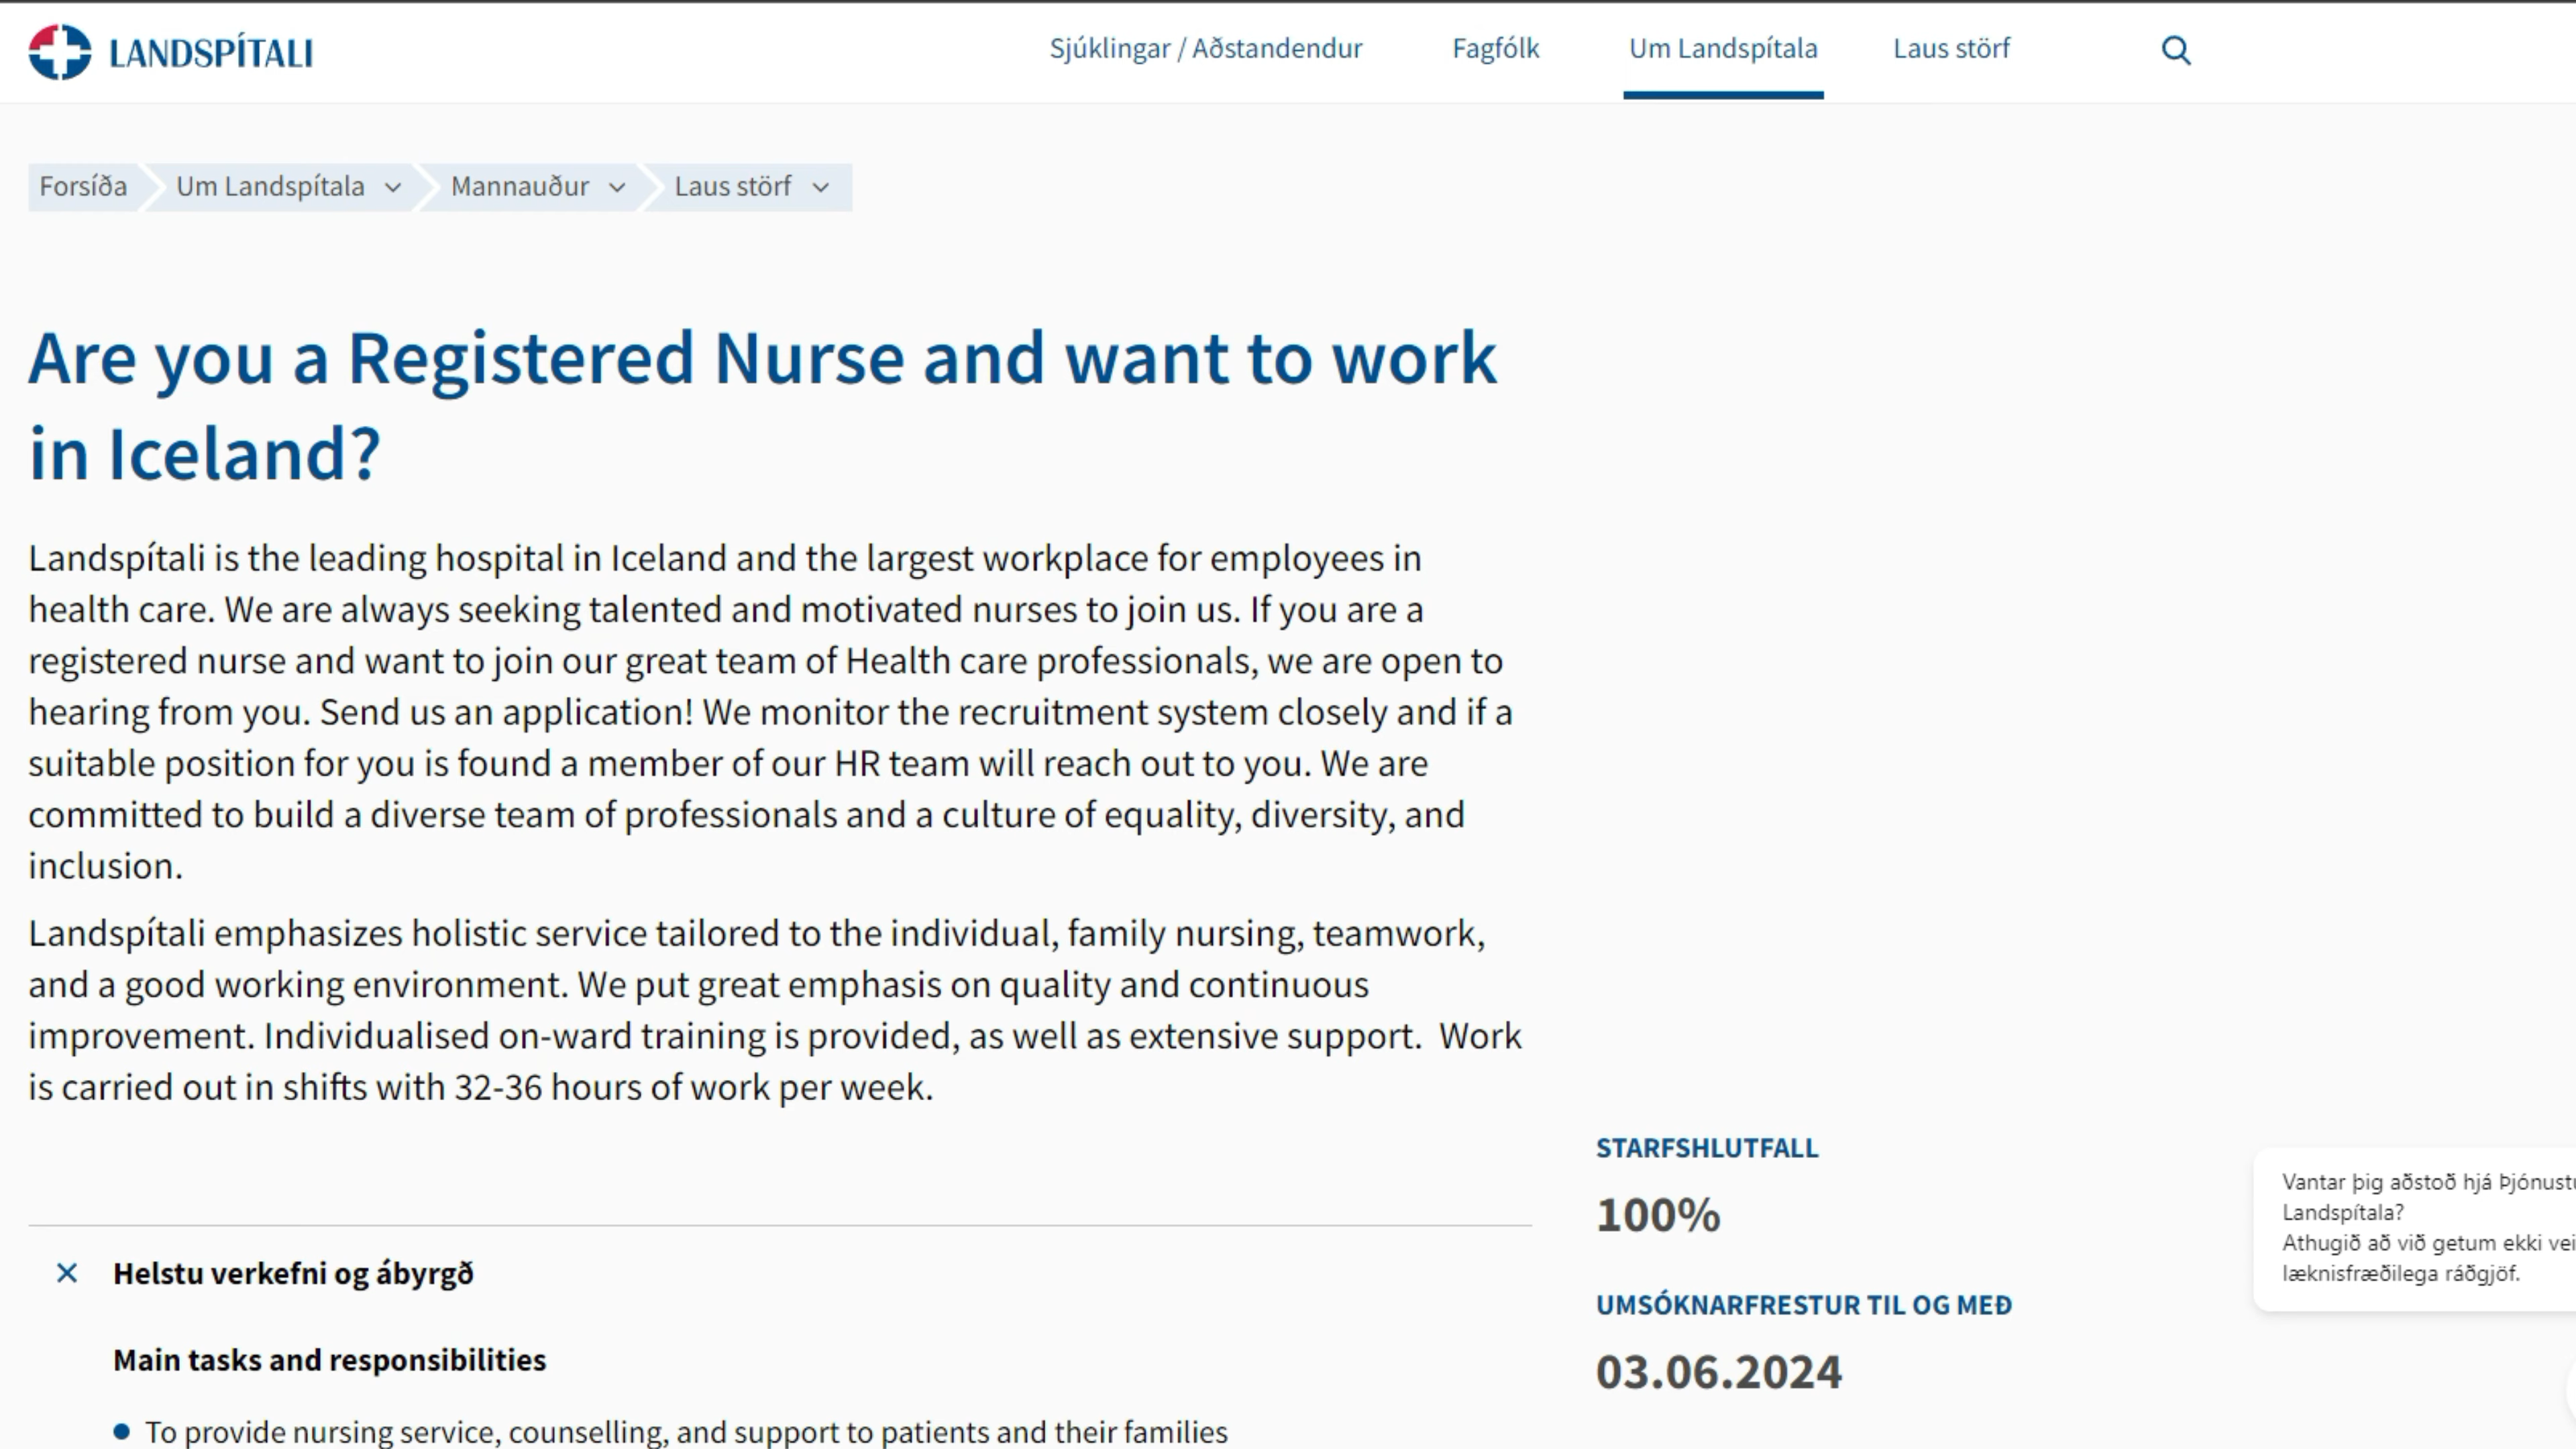 LANDSPÍTALI
Sjúklingar / Aðstandendur
Fagfólk
Um Landspítala
Laus störf
Forsíða
Um Landspítala
Mannauður
Laus störf
Are you a Registered Nurse and want to work
in Iceland?
Landspítali is the leading hospital in Iceland and the largest workplace for employees in
health care. We are always seeking talented and motivated nurses to join us. If you are a
registered nurse and want to join our great team of Health care professionals, we are open to
hearing from you. Send us an application! We monitor the recruitment system closely and if a
suitable position for you is found a member of our HR team will reach out to you. We are
committed to build a diverse team of professionals and a culture of equality, diversity, and
inclusion.
Landspítali emphasizes holistic service tailored to the individual, family nursing, teamwork,
and a good working environment. We put great emphasis on quality and continuous
improvement. Individualised on-ward training is provided, as well as extensive support.  Work
is carried out in shifts with 32-36 hours of work per week.
Helstu verkefni og ábyrgð
Main tasks and responsibilities
To provide nursing service, counselling, and support to patients and their families
STARFSHLUTFALL
100%
UMSÓKNARFRESTUR TIL OG MEÐ
03.06.2024
Vantar þig aðstoð hjá
Landspítala?
Athugið að við getum ekki
læknisfræðilega ráðgjöf.